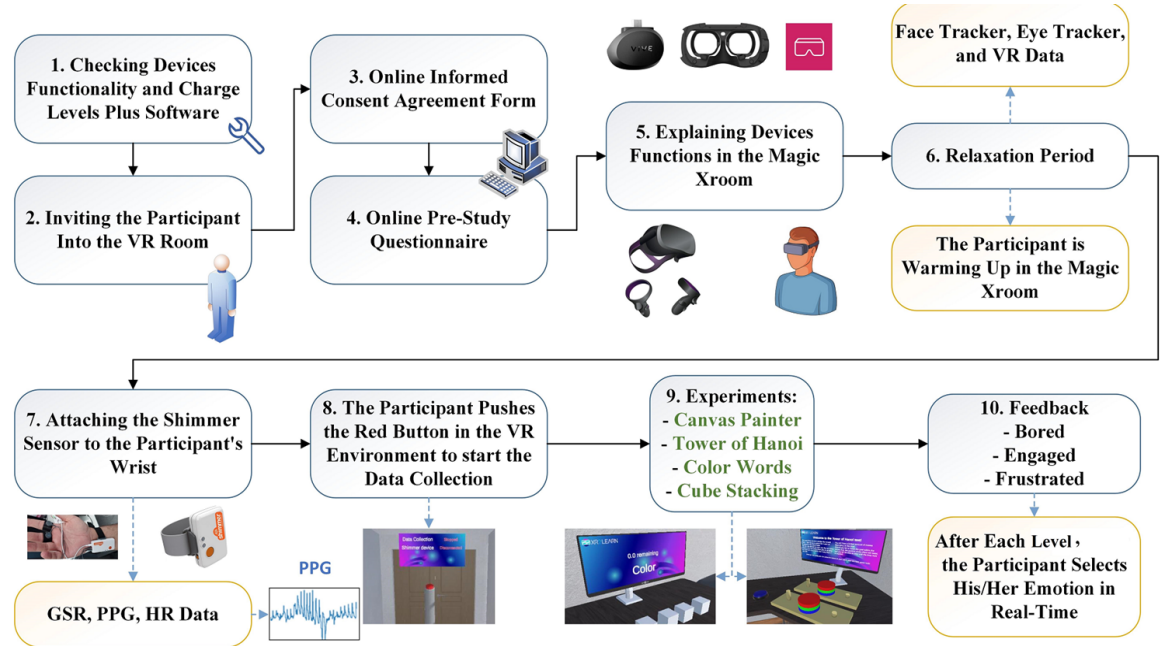 1. Checking Devices
Functionality and Charge
Levels Plus Software
2. Inviting the Participant
Into the VR Room
3. Online Informed
Consent Agreement Form
4. Online Pre-Study
Questionnaire
VIVE
5. Explaining Devices
Functions in the Magic
Xroom
Face Tracker, Eye Tracker,
and VR Data
6. Relaxation Period
The Participant is
Warming Up in the Magic
Xroom
7. Attaching the Shimmer
Sensor to the Participant's
Wrist
GSR, PPG, HR Data
PPG
8. The Participant Pushes
the Red Button in the VR
Environment to start the
Data Collection
Data Collection
Shimmer device
9. Experiments:
- Canvas Painter
- Tower of Hanoi
- Color Words
- Cube Stacking
0.0 remaining
Color
10. Feedback
- Bored
- Engaged
- Frustrated
After Each Level,
the Participant Selects
His/Her Emotion in
Real-Time